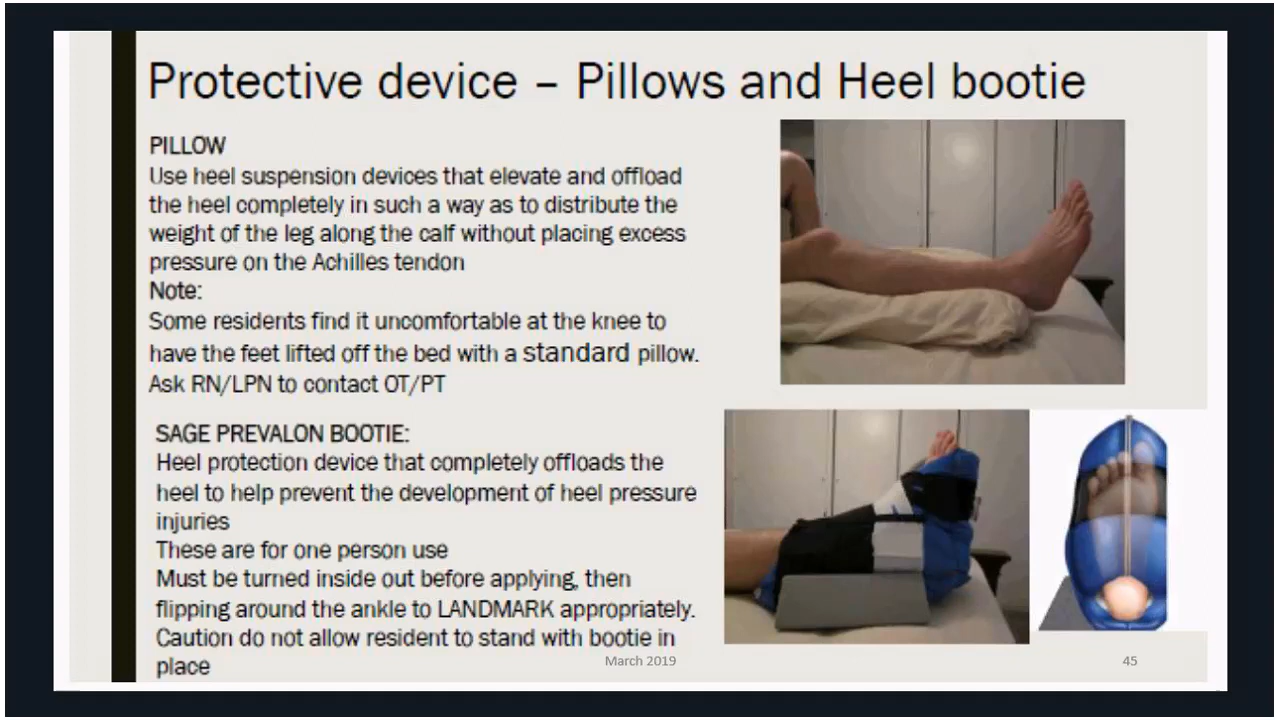 Protective device – Pillows and Heel bootie
PILLOW
Use heel suspension devices that elevate and offload
the heel completely in such a way as to distribute the
weight of the leg along the calf without placing excess
pressure on the Achilles tendon
Note:
Some residents find it uncomfortable at the knee to
have the feet lifted off the bed with a standard pillow.
Ask RN/LPN to contact OT/PT
SAGE PREVALON BOOTIE:
Heel protection device that completely offloads the
heel to help prevent the development of heel pressure
injuries
These are for one person use
Must be turned inside out before applying, then
flipping around the ankle to LANDMARK appropriately.
Caution do not allow resident to stand with bootie in
place
March 2019
45